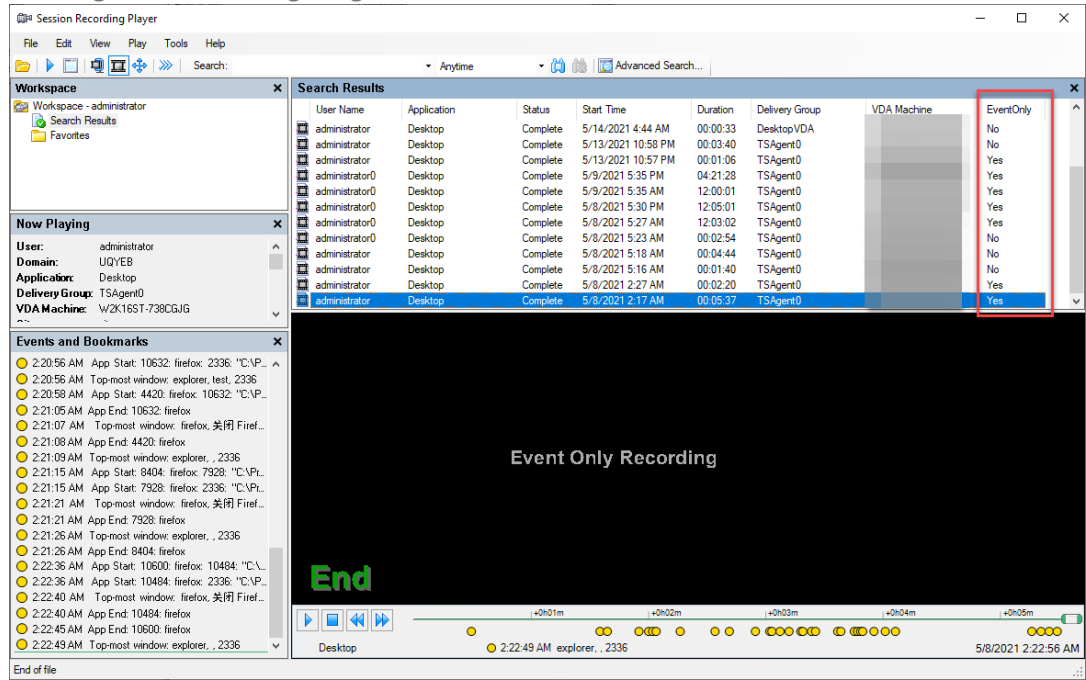 Session Recording Player
File Edit View Play Tools Help
Search: Anytime Advanced Search...
Workspace
Workspace - administrator
Search Results
Favorites
Now Playing
User: administrator
Domain: UQYEB
Application: Desktop
Delivery Group: TSAgent0
VDA Machine: W2K16ST-738CGJG
Events and Bookmarks
2:20:56 AM App Start: 10632: firefox: 2336: "C:\P...
2:20:56 AM Top-most window: explorer, test, 2336
2:20:58 AM App Start: 4420: firefox: 10632: "C:\P...
2:21:05 AM App End: 10632: firefox
2:21:07 AM Top-most window: firefox, 关闭 Firef...
2:21:08 AM App End: 4420: firefox
2:21:09 AM Top-most window: explorer, , 2336
2:21:15 AM App Start: 8404: firefox: 7928: "C:\Pr...
2:21:15 AM App Start: 7928: firefox: 2336: "C:\Pr...
2:21:21 AM Top-most window: firefox, 关闭 Firef...
2:21:21 AM App End: 7928: firefox
2:21:26 AM Top-most window: explorer, , 2336
2:21:26 AM App End: 8404: firefox
2:22:36 AM App Start: 10600: firefox: 10484: "C:\...
2:22:36 AM App Start: 10484: firefox: 2336: "C:\P...
2:22:40 AM Top-most window: firefox, 关闭 Firef...
2:22:40 AM App End: 10484: firefox
2:22:45 AM App End: 10600: firefox
2:22:49 AM Top-most window: explorer, , 2336
Search Results
User Name Application Status Start Time Duration Delivery Group VDA Machine EventOnly
administrator Desktop Complete 5/14/2021 4:44 AM 00:00:33 DesktopVDA No
administrator Desktop Complete 5/13/2021 10:58 PM 00:03:40 TSAgent0 No
administrator Desktop Complete 5/13/2021 10:57 PM 00:01:06 TSAgent0 Yes
administrator0 Desktop Complete 5/9/2021 5:35 PM 04:21:28 TSAgent0 Yes
administrator0 Desktop Complete 5/9/2021 5:35 AM 12:00:01 TSAgent0 Yes
administrator0 Desktop Complete 5/8/2021 5:30 PM 12:05:01 TSAgent0 Yes
administrator0 Desktop Complete 5/8/2021 5:27 AM 12:03:02 TSAgent0 Yes
administrator0 Desktop Complete 5/8/2021 5:23 AM 00:02:54 TSAgent0 No
administrator Desktop Complete 5/8/2021 5:18 AM 00:04:44 TSAgent0 No
administrator Desktop Complete 5/8/2021 5:16 AM 00:01:40 TSAgent0 No
administrator Desktop Complete 5/8/2021 2:27 AM 00:02:20 TSAgent0 Yes
administrator Desktop Complete 5/8/2021 2:17 AM 00:05:37 TSAgent0 Yes
Event Only Recording
End
+0h01m +0h02m +0h03m +0h04m +0h05m
Desktop 2:22:49 AM explorer, , 2336 5/8/2021 2:22:56 AM
End of file